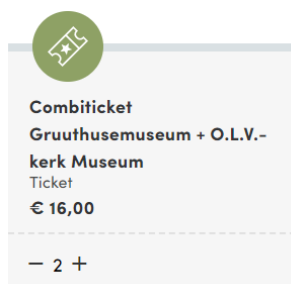 Combiticket
Gruuthusemuseum + O.L.V.-
kerk Museum
Ticket
€ 16,00
− 2 +